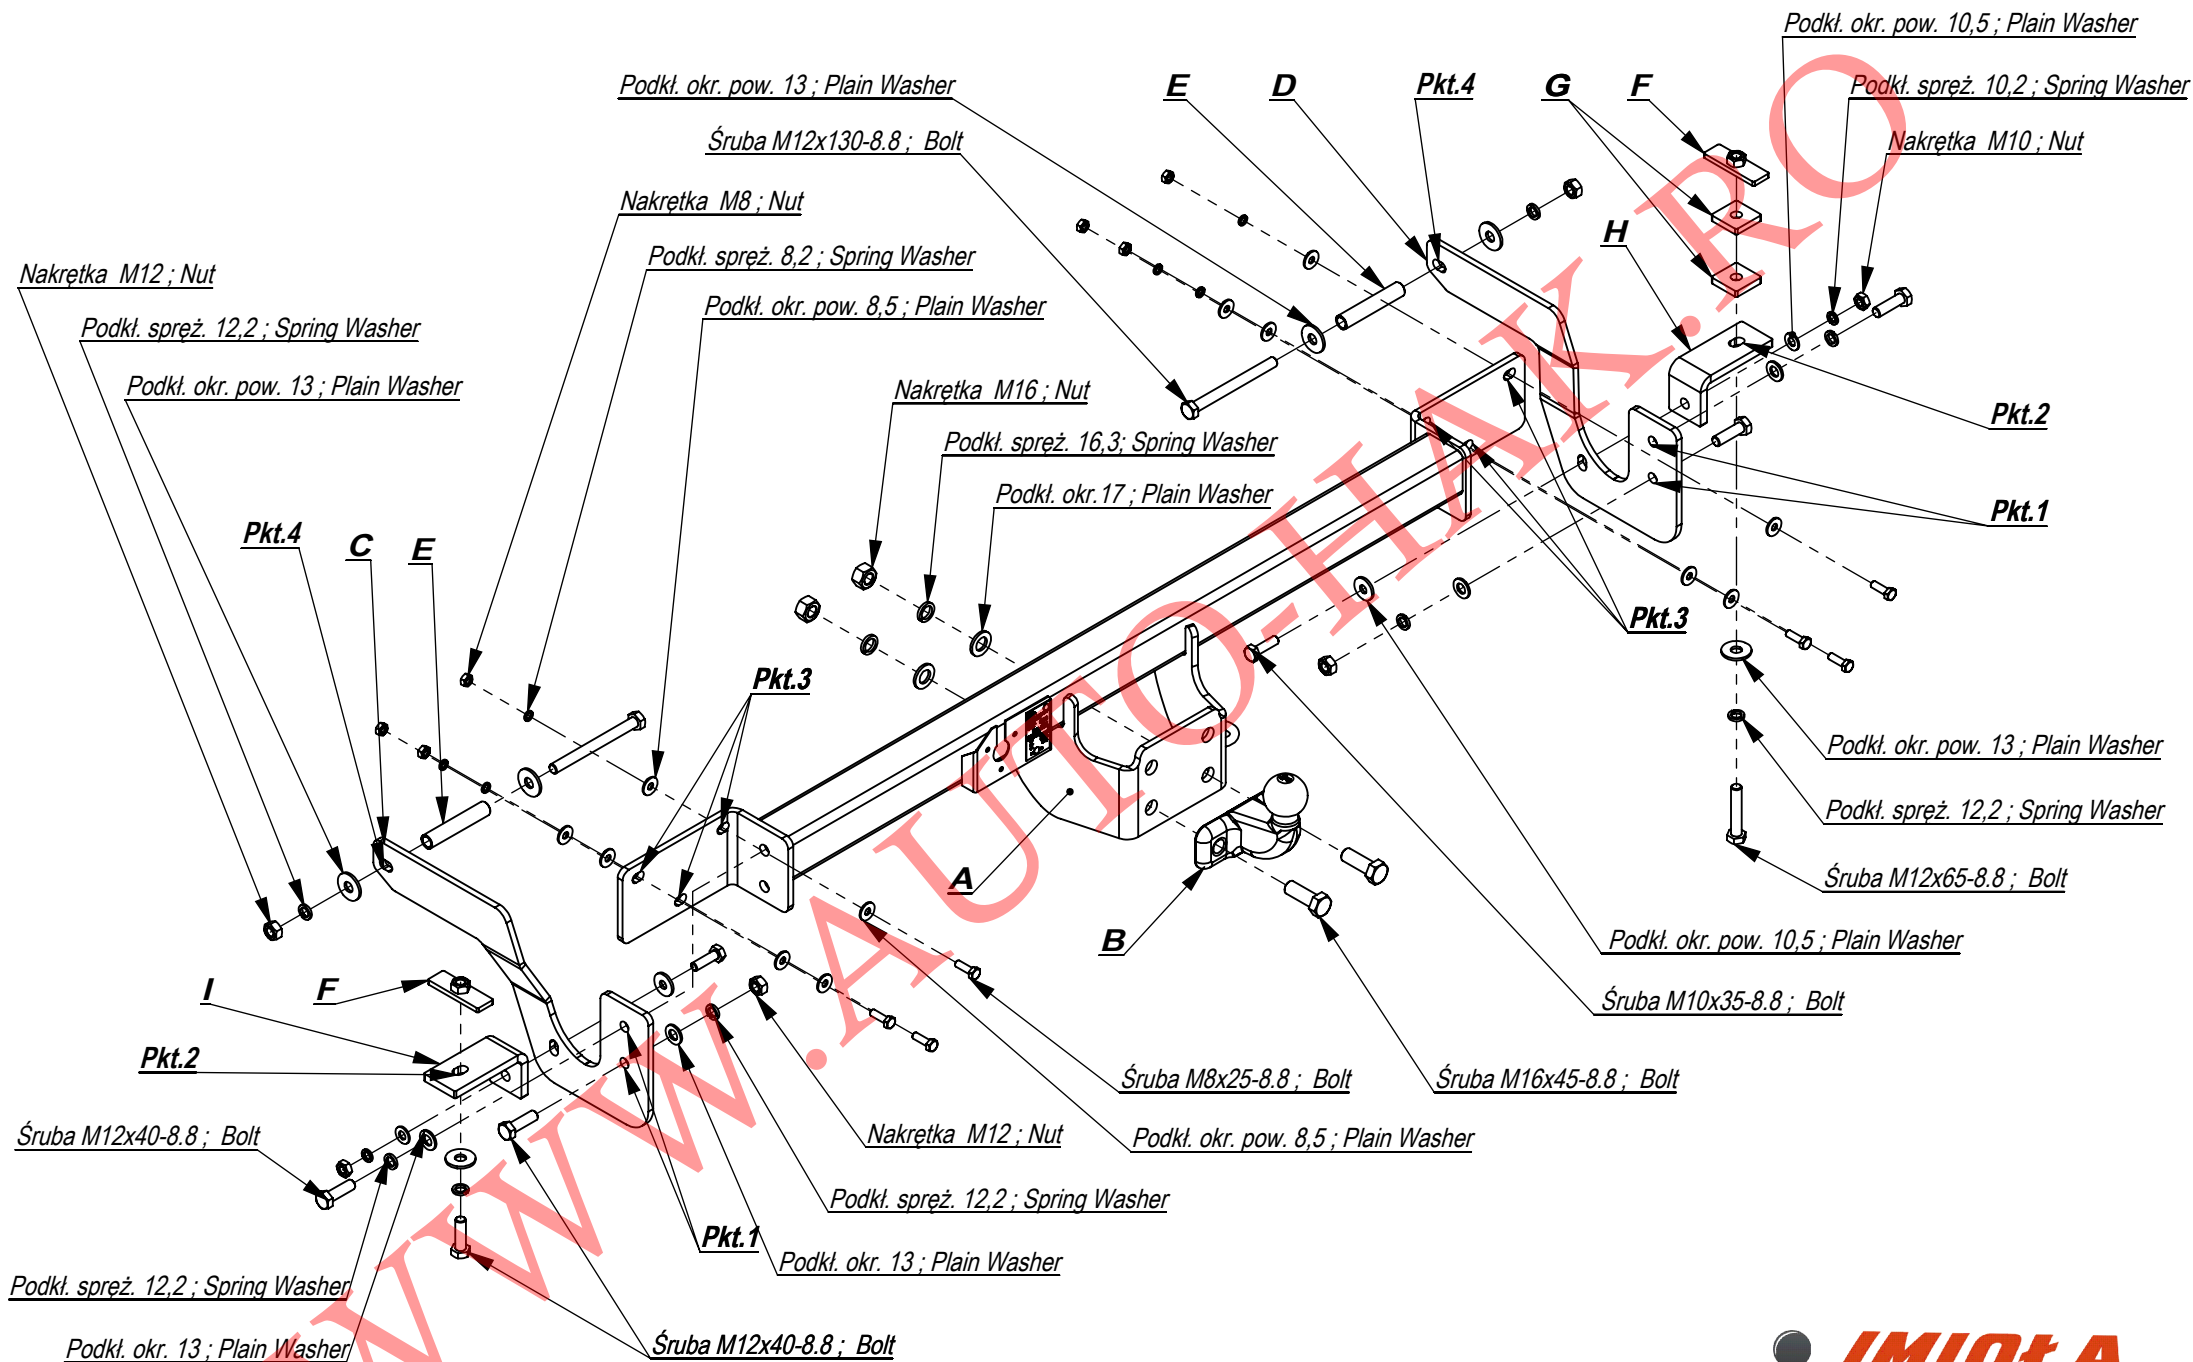 Podkł. okr. pow. 10,5 ; Plain Washer
Podkł. okr. pow. 13 ; Plain Washer
E
D
Pkt.4
G
F
Podkł. spręż. 10,2 ; Spring Washer
Śruba M12x130-8.8 ; Bolt
Nakrętka M10 ; Nut
Nakrętka M8 ; Nut
H
Podkł. spręż. 8,2 ; Spring Washer
Nakrętka M12 ; Nut
Podkł. okr. pow. 8,5 ; Plain Washer
Podkł. spręż. 12,2 ; Spring Washer
Podkł. okr. pow. 13 ; Plain Washer
Nakrętka M16 ; Nut
Pkt.2
Podkł. spręż. 16,3; Spring Washer
Podkł. okr.17 ; Plain Washer
Pkt.1
Pkt.4
C
E
Pkt.3
Pkt.3
Podkł. okr. pow. 13 ; Plain Washer
Podkł. spręż. 12,2 ; Spring Washer
A
Śruba M12x65-8.8 ; Bolt
B
Podkł. okr. pow. 10,5 ; Plain Washer
I
F
Śruba M10x35-8.8 ; Bolt
Pkt.2
Śruba M8x25-8.8 ; Bolt
Śruba M16x45-8.8 ; Bolt
Śruba M12x40-8.8 ; Bolt
Nakrętka M12 ; Nut
Podkł. okr. pow. 8,5 ; Plain Washer
Podkł. spręż. 12,2 ; Spring Washer
Pkt.1
Podkł. okr. 13 ; Plain Washer
Podkł. spręż. 12,2 ; Spring Washer
Podkł. okr. 13 ; Plain Washer
Śruba M12x40-8.8 ; Bolt
IMIOŁA
WWW.AUTO-HAK.RO